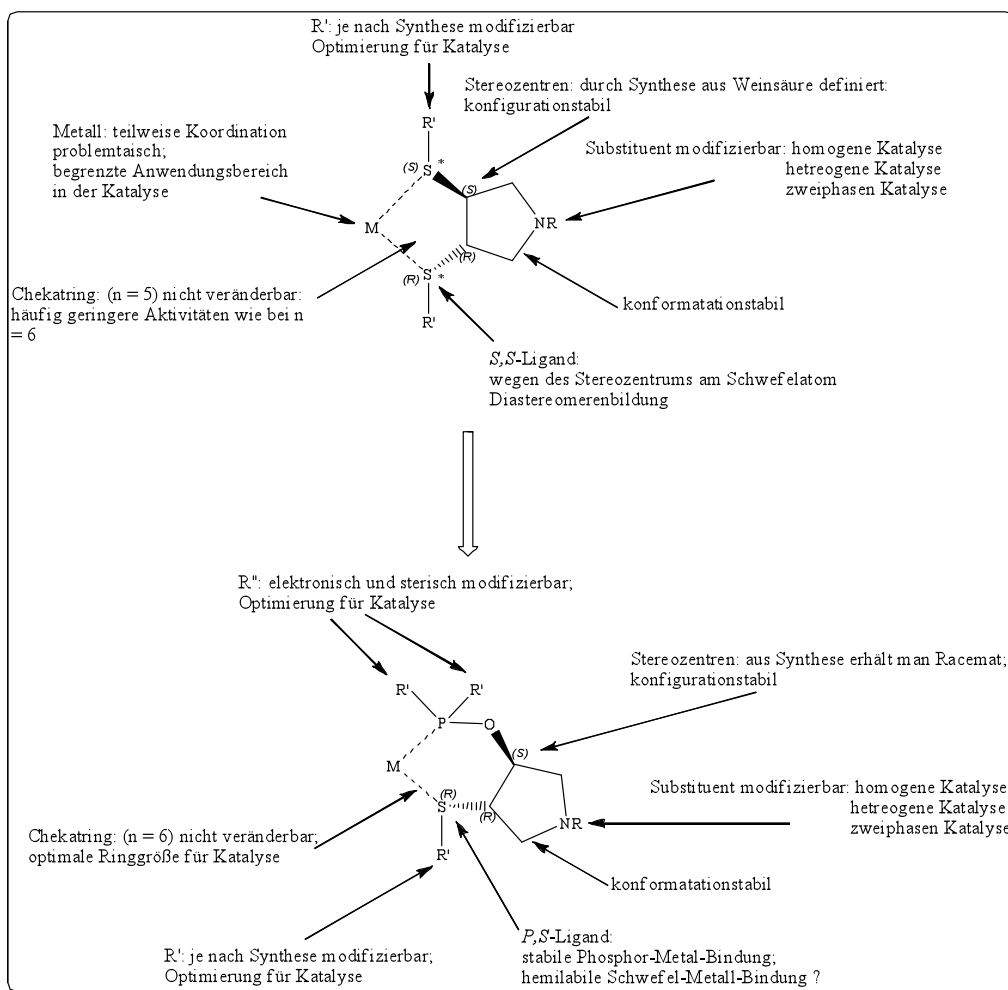 R': je nach Synthese modifizierbar
Optimierung für Katalyse
Stereozentren: durch Synthese aus Weinsäure definiert:
konfigurationstabil
Metall: teilweise Koordination
problemtaisch;
begrenzte Anwendungsbereich
in der Katalyse
Substituent modifizierbar: homogene Katalyse
hetreogene Katalyse
zweiphasen Katalyse
R'
(S)
S
*
(S)
M
NR
(R)
(R)
S
*
R'
Chekatring: (n = 5) nicht veränderbar:
häufig geringere Aktivitäten wie bei n
= 6
konformatationstabil
S,S-Ligand:
wegen des Stereozentrums am Schwefelatom
Diastereomerenbildung
R": elektronisch und sterisch modifizierbar;
Optimierung für Katalyse
Stereozentren: aus Synthese erhält man Racemat;
konfigurationstabil
R'
R'
P
O
(S)
M
(R)
S
(R)
NR
R'
Substituent modifizierbar: homogene Katalyse
hetreogene Katalyse
zweiphasen Katalyse
Chekatring: (n = 6) nicht veränderbar;
optimale Ringgröße für Katalyse
konformatationstabil
R': je nach Synthese modifizierbar;
Optimierung für Katalyse
P,S-Ligand:
stabile Phosphor-Metal-Bindung;
hemilabile Schwefel-Metall-Bindung ?